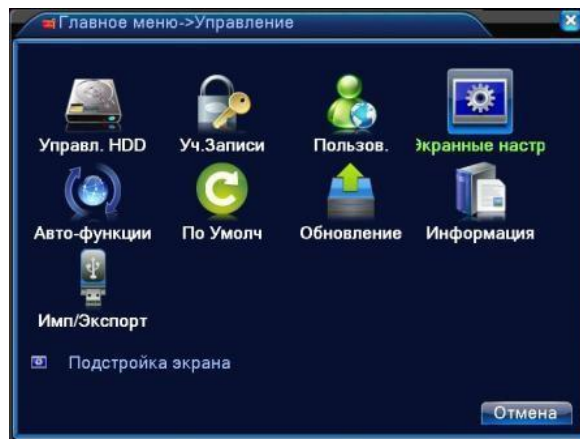 Главное меню->Управление
Управл. HDD Уч.Записи Пользов. Экранные настр
Авто-функции По Умолч Обновление Информация
Имп/Экспорт
Подстройка экрана
Отмена